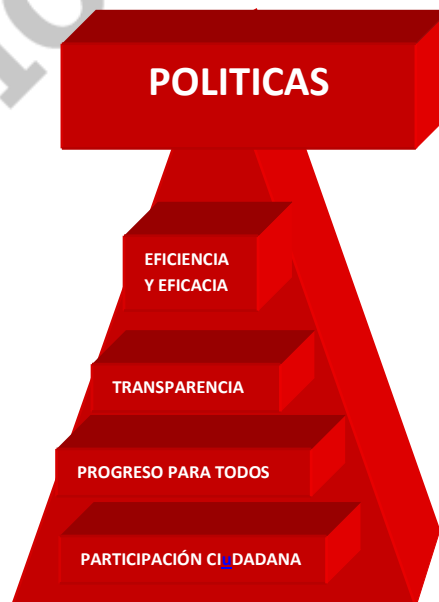 POLITICAS
EFICIENCIA
Y EFICACIA
TRANSPARENCIA
PROGRESO PARA TODOS
PARTICIPACIÓN CIuDADANA